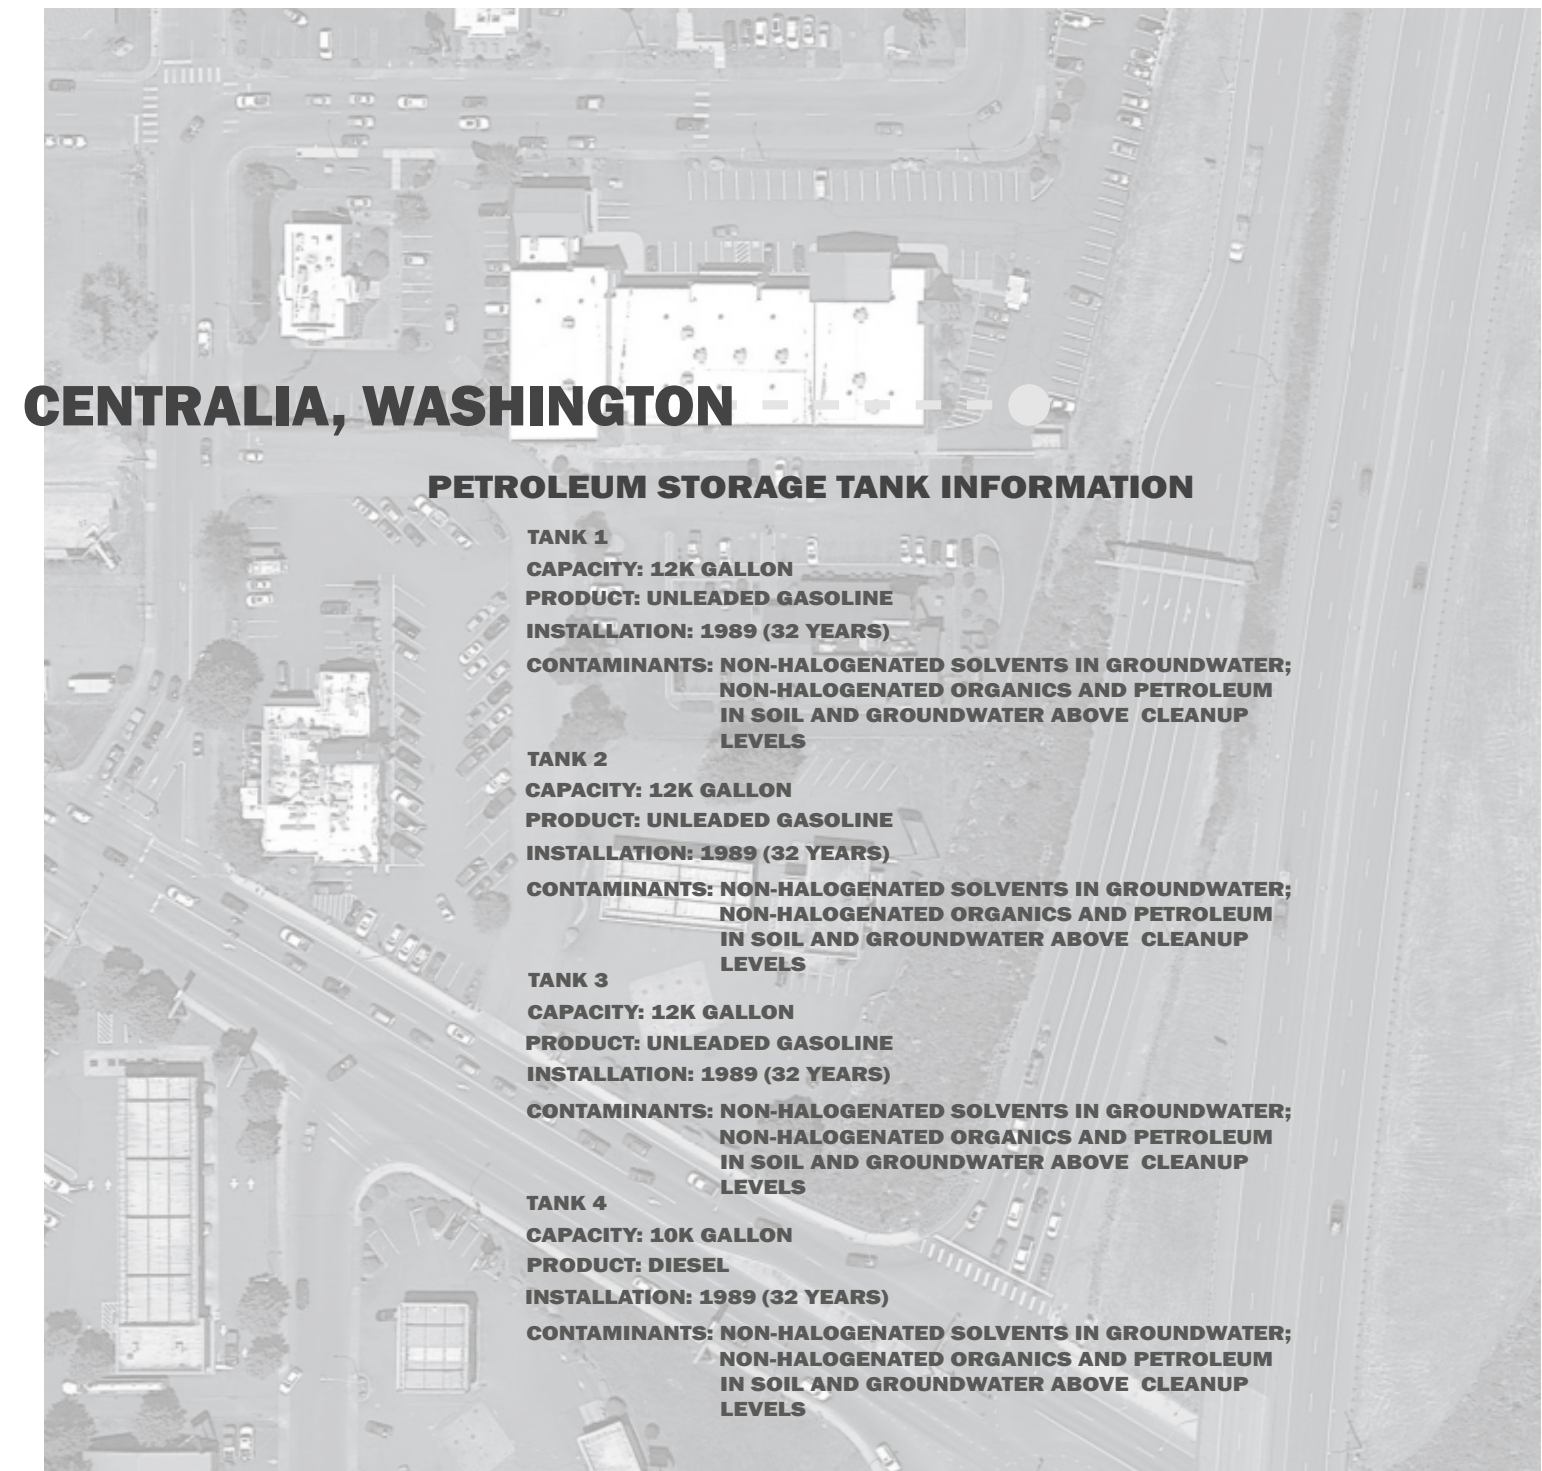 CENTRALIA, WASHINGTON
PETROLEUM STORAGE TANK INFORMATION
TANK 1
CAPACITY: 12K GALLON
PRODUCT: UNLEADED GASOLINE
INSTALLATION: 1989 (32 YEARS)
CONTAMINANTS: NON-HALOGENATED SOLVENTS IN GROUNDWATER;
NON-HALOGENATED ORGANICS AND PETROLEUM
IN SOIL AND GROUNDWATER ABOVE CLEANUP
LEVELS
TANK 2
CAPACITY: 12K GALLON
PRODUCT: UNLEADED GASOLINE
INSTALLATION: 1989 (32 YEARS)
CONTAMINANTS: NON-HALOGENATED SOLVENTS IN GROUNDWATER;
NON-HALOGENATED ORGANICS AND PETROLEUM
IN SOIL AND GROUNDWATER ABOVE CLEANUP
LEVELS
TANK 3
CAPACITY: 12K GALLON
PRODUCT: UNLEADED GASOLINE
INSTALLATION: 1989 (32 YEARS)
CONTAMINANTS: NON-HALOGENATED SOLVENTS IN GROUNDWATER;
NON-HALOGENATED ORGANICS AND PETROLEUM
IN SOIL AND GROUNDWATER ABOVE CLEANUP
LEVELS
TANK 4
CAPACITY: 10K GALLON
PRODUCT: DIESEL
INSTALLATION: 1989 (32 YEARS)
CONTAMINANTS: NON-HALOGENATED SOLVENTS IN GROUNDWATER;
NON-HALOGENATED ORGANICS AND PETROLEUM
IN SOIL AND GROUNDWATER ABOVE CLEANUP
LEVELS